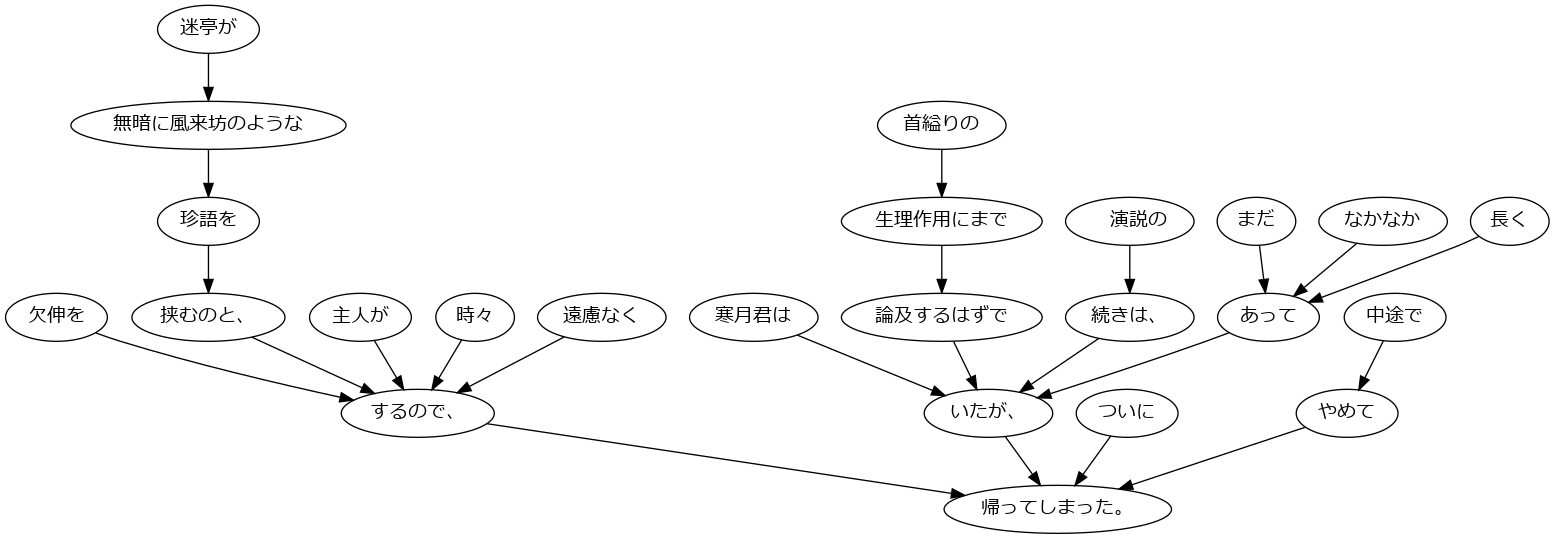 迷亭が
無暗に風来坊のような
首縊りの
珍語を
生理作用にまで
演説の
まだ
なかなか
長く
欠伸を
挟むのと、
主人が
時々
遠慮なく
寒月君は
論及するはずで
続きは、
あって
中途で
するので、
いたが、
ついに
やめて
帰ってしまった。